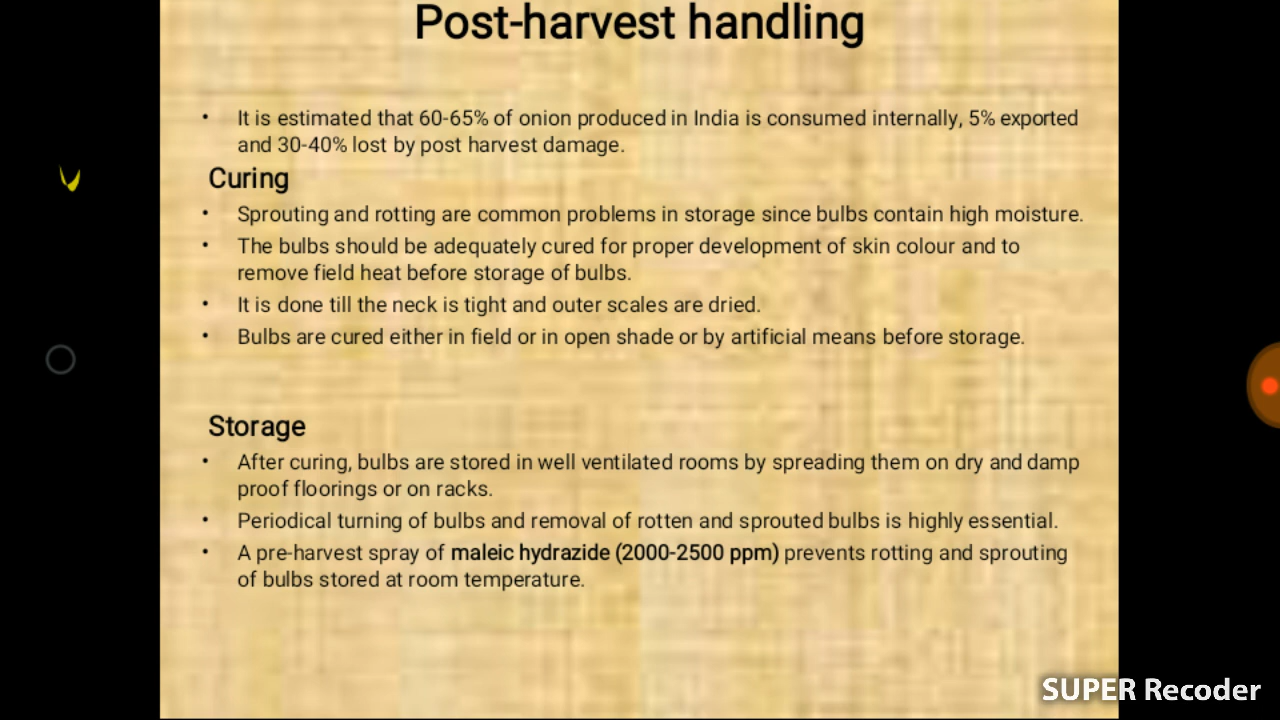 Post-harvest handling
• It is estimated that 60-65% of onion produced in India is consumed internally, 5% exported
and 30-40% lost by post harvest damage.
Curing
• Sprouting and rotting are common problems in storage since bulbs contain high moisture.
• The bulbs should be adequately cured for proper development of skin colour and to
remove field heat before storage of bulbs.
• It is done till the neck is tight and outer scales are dried.
• Bulbs are cured either in field or in open shade or by artificial means before storage.
Storage
• After curing, bulbs are stored in well ventilated rooms by spreading them on dry and damp
proof floorings or on racks.
• Periodical turning of bulbs and removal of rotten and sprouted bulbs is highly essential.
• A pre-harvest spray of maleic hydrazide (2000-2500 ppm) prevents rotting and sprouting
of bulbs stored at room temperature.
SUPER Recoder